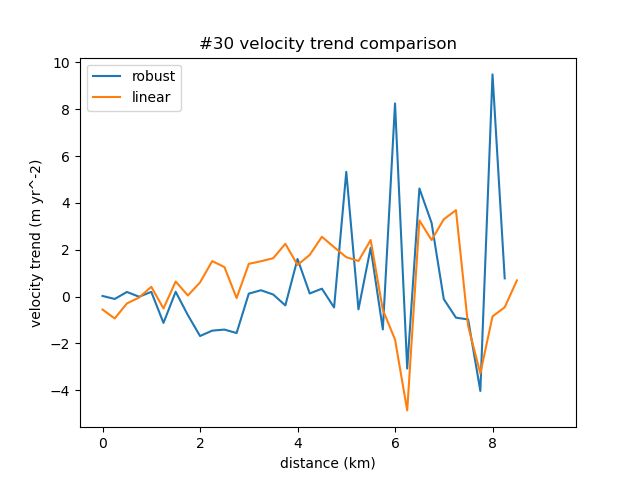 #30 velocity trend comparison
robust
linear
velocity trend (m yr^-2)
10
8
6
4
2
0
−2
−4
0 2 4 6 8
distance (km)